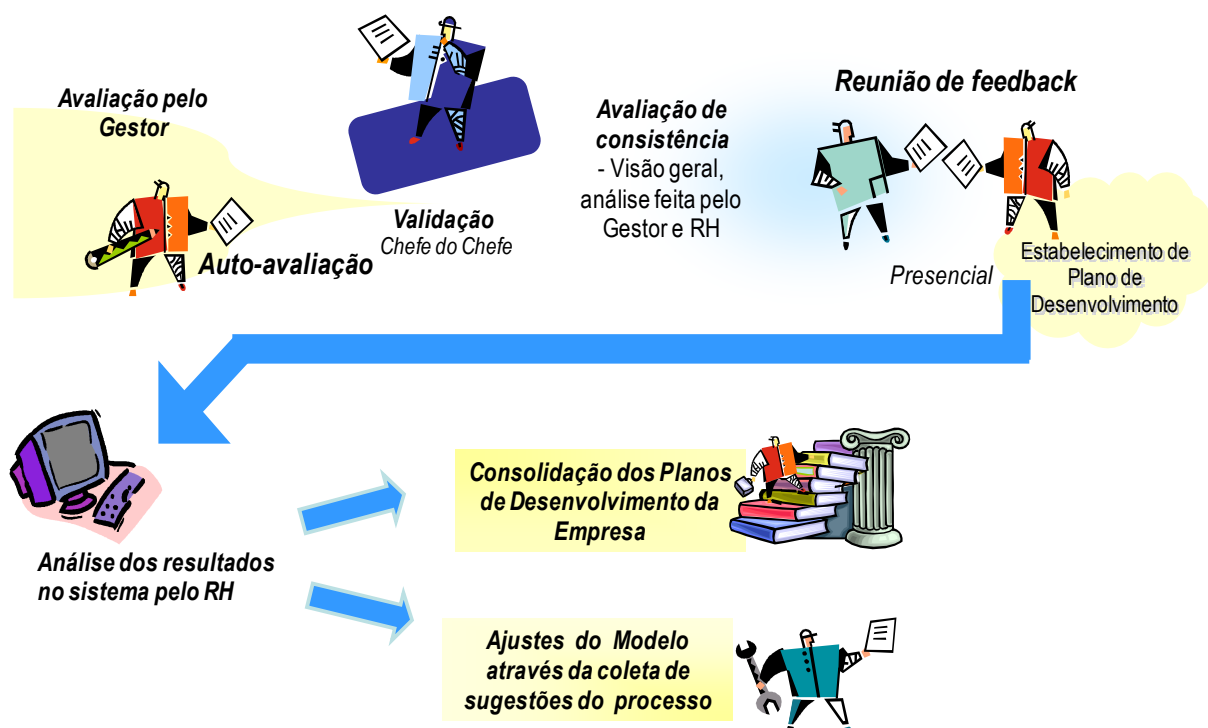 Avaliação pelo
Gestor
Auto-avaliação
Validação
Chefe do Chefe
Avaliação de
consistência
- Visão geral,
análise feita pelo
Gestor e RH
Reunião de feedback
Presencial
Estabelecimento de
Plano de
Desenvolvimento
Análise dos resultados
no sistema pelo RH
Consolidação dos Planos
de Desenvolvimento da
Empresa
Ajustes do Modelo
através da coleta de
sugestões do processo